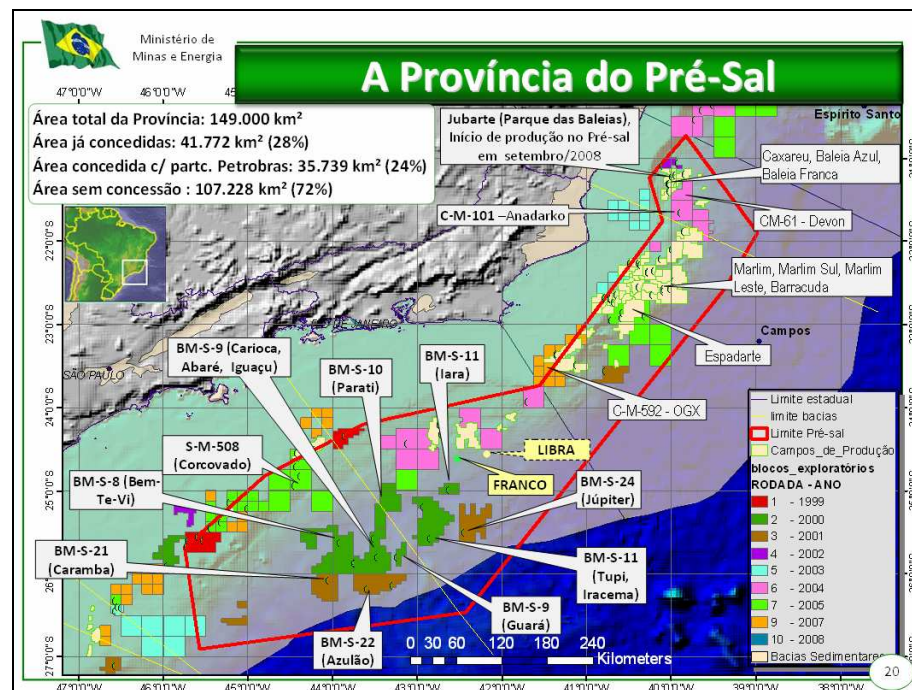 Ministério de
Minas e Energia
A Província do Pré-Sal
47°0'0"W
46°0'0"W
Área total da Província: 149.000 km²
Área já concedidas: 41.772 km² (28%)
Área concedida c/ partc. Petrobras: 35.739 km² (24%)
Área sem concessão : 107.228 km² (72%)
Jubarte (Parque das Baleias),
Início de produção no Pré-sal
em setembro/2008
Espírito Santo
Caxareu, Baleia Azul,
Baleia Franca
C-M-101 –Anadarko
CM-61 - Devon
22°0'0"S
22°0'0"S
Marlim, Marlim Sul, Marlim
Leste, Barracuda
23°0'0"S
Campos
Espadarte
BM-S-9 (Carioca,
Abaré, Iguaçu)
BM-S-10
(Parati)
BM-S-11
(Iara)
SÃO PAULO
24°0'0"S
C-M-592 - OGX
S-M-508
(Corcovado)
LIBRA
FRANCO
25°0'0"S
BM-S-8 (Bem-
Te-Vi)
BM-S-24
(Júpiter)
BM-S-21
(Caramba)
BM-S-11
(Tupi,
Iracema)
26°0'0"S
BM-S-9
(Guará)
BM-S-22
(Azulão)
27°0'0"S
0 30 60 120 180 240
Kilometers
Limite estadual
limite bacias
Limite Pré-sal
Campos_de_Produção
blocos_exploratórios
RODADA - ANO
1 - 1999
2 - 2000
3 - 2001
4 - 2002
5 - 2003
6 - 2004
7 - 2005
9 - 2007
10 - 2008
Bacias Sedimentares
47°0'0"W
46°0'0"W
45°0'0"W
44°0'0"W
43°0'0"W
42°0'0"W
41°0'0"W
40°0'0"W
39°0'0"W
38°0'0"W
20